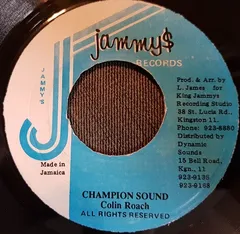 jammy$
RECORDS
JAMMY'S
Prod. & Arr. by
L. James for
King Jammys
Recording Studio
38 St. Lucia Rd.,
Kingston 11.
Phone: 923-6880
Distributed by
Dynamic
Sounds
15 Bell Road,
Kgn., 11
923-9138
923-9168
Made in
Jamaica
CHAMPION SOUND
Colin Roach
ALL RIGHTS RESERVED